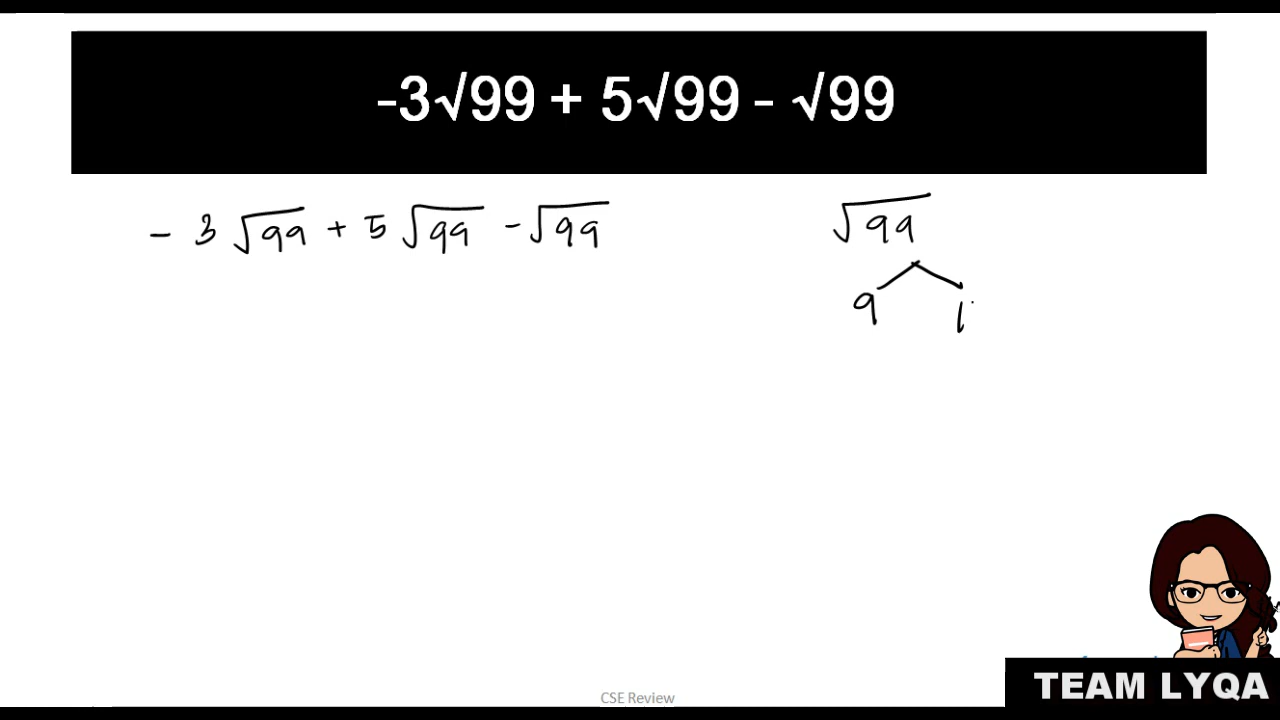 -3√99 + 5√99 - √99
- 3 √99 + 5 √99 - √99
√99
9
CSE Review
TEAM LYQA